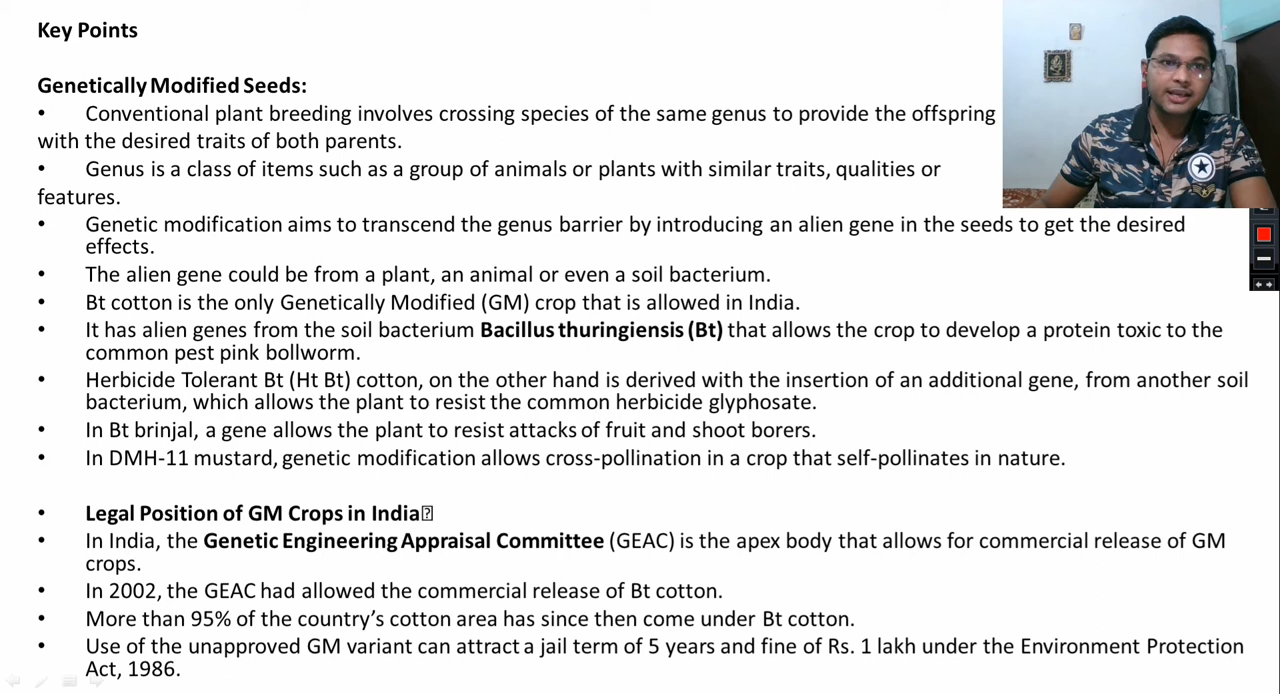 Key Points
Genetically Modified Seeds:
• Conventional plant breeding involves crossing species of the same genus to provide the offspring
with the desired traits of both parents.
• Genus is a class of items such as a group of animals or plants with similar traits, qualities or
features.
• Genetic modification aims to transcend the genus barrier by introducing an alien gene in the seeds to get the desired
effects.
• The alien gene could be from a plant, an animal or even a soil bacterium.
• Bt cotton is the only Genetically Modified (GM) crop that is allowed in India.
• It has alien genes from the soil bacterium Bacillus thuringiensis (Bt) that allows the crop to develop a protein toxic to the
common pest pink bollworm.
• Herbicide Tolerant Bt (Ht Bt) cotton, on the other hand is derived with the insertion of an additional gene, from another soil
bacterium, which allows the plant to resist the common herbicide glyphosate.
• In Bt brinjal, a gene allows the plant to resist attacks of fruit and shoot borers.
• In DMH-11 mustard, genetic modification allows cross-pollination in a crop that self-pollinates in nature.
• Legal Position of GM Crops in India
• In India, the Genetic Engineering Appraisal Committee (GEAC) is the apex body that allows for commercial release of GM
crops.
• In 2002, the GEAC had allowed the commercial release of Bt cotton.
• More than 95% of the country’s cotton area has since then come under Bt cotton.
• Use of the unapproved GM variant can attract a jail term of 5 years and fine of Rs. 1 lakh under the Environment Protection
Act, 1986.